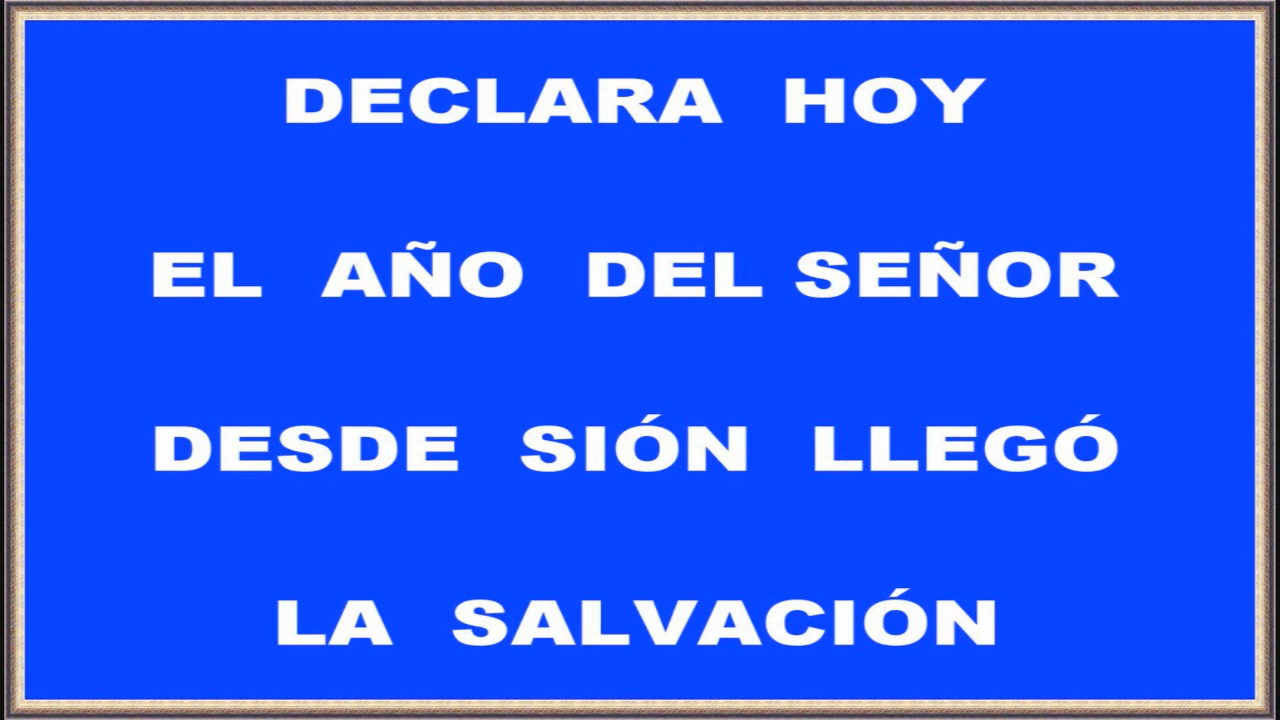 DECLARA HOY
EL AÑO DEL SEÑOR
DESDE SIÓN LLEGÓ
LA SALVACIÓN